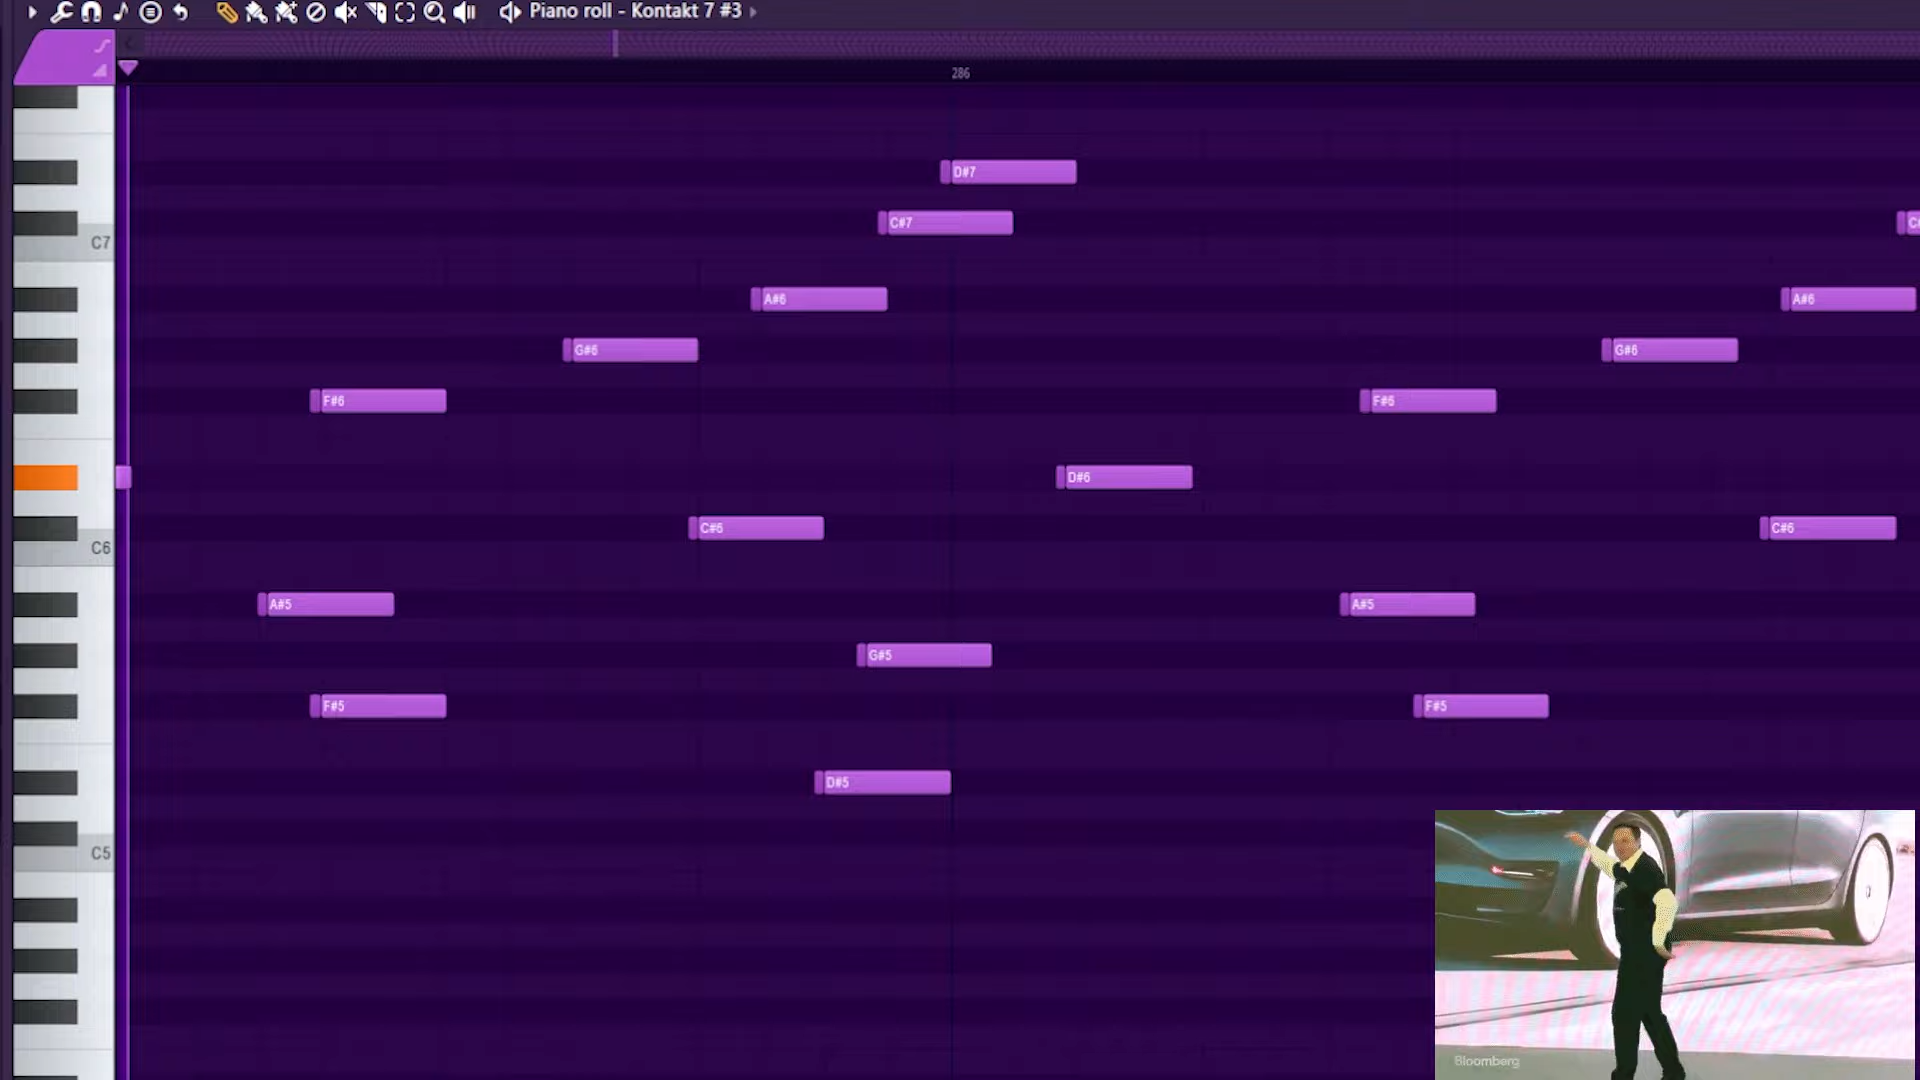 Piano roll - Kontakt 7 #3
286
D#7
C#7
C7
A#6
A#6
G#6
G#6
F#6
F#6
D#6
C#6
C#6
C6
A#5
A#5
G#5
F#5
F#5
D#5
C5
Bloomberg